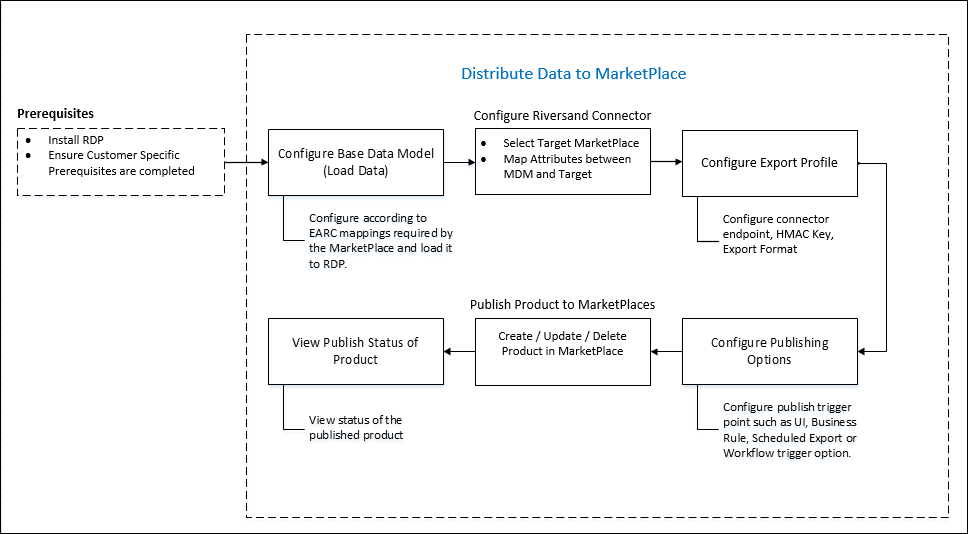 Distribute Data to MarketPlace
Prerequisites
● Install RDP
● Ensure Customer Specific
Prerequisites are completed
Configure Base Data Model
(Load Data)
Configure according to
EARC mappings required by
the MarketPlace and load it
to RDP.
Configure Riversand Connector
● Select Target MarketPlace
● Map Attributes between
MDM and Target
Configure Export Profile
Configure connector
endpoint, HMAC Key,
Export Format
Configure Publishing
Options
Configure publish trigger
point such as UI, Business
Rule, Scheduled Export or
Workflow trigger option.
Publish Product to MarketPlaces
Create / Update / Delete
Product in MarketPlace
View Publish Status of
Product
View status of the
published product